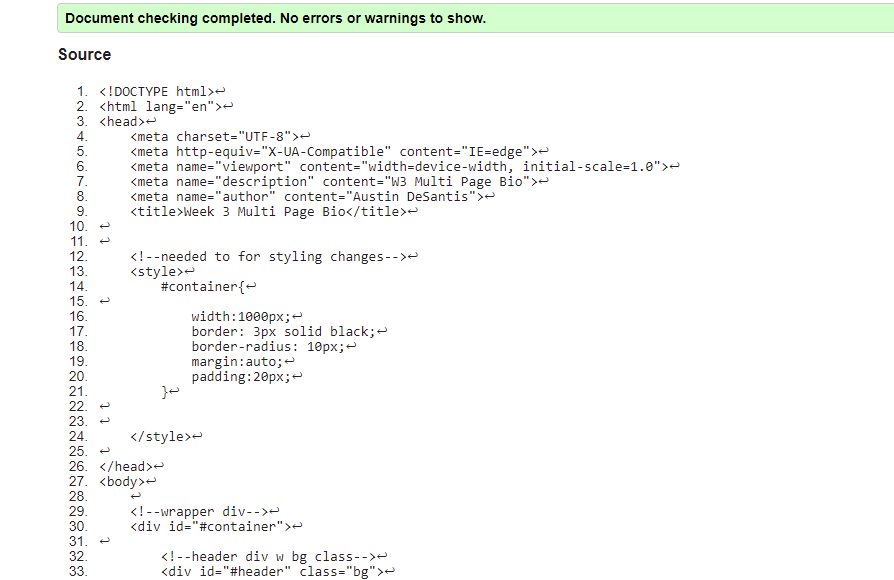 Document checking completed. No errors or warnings to show.
Source
1. <!DOCTYPE html>↩
2. <html lang="en">↩
3. <head>↩
4.     <meta charset="UTF-8">↩
5.     <meta http-equiv="X-UA-Compatible" content="IE=edge">↩
6.     <meta name="viewport" content="width=device-width, initial-scale=1.0">↩
7.     <meta name="description" content="W3 Multi Page Bio">↩
8.     <meta name="author" content="Austin DeSantis">↩
9.     <title>Week 3 Multi Page Bio</title>↩
10. ↩
11. ↩
12.     <!--needed to for styling changes-->↩
13.     <style>↩
14.         #container{↩
15. ↩
16.             width:1000px;↩
17.             border: 3px solid black;↩
18.             border-radius: 10px;↩
19.             margin:auto;↩
20.             padding:20px;↩
21.         }↩
22. ↩
23. ↩
24.     </style>↩
25. ↩
26. </head>↩
27. <body>↩
28.     ↩
29.     <!--wrapper div-->↩
30.     <div id="#container">↩
31. ↩
32.         <!--header div w bg class-->↩
33.         <div id="#header" class="bg">↩